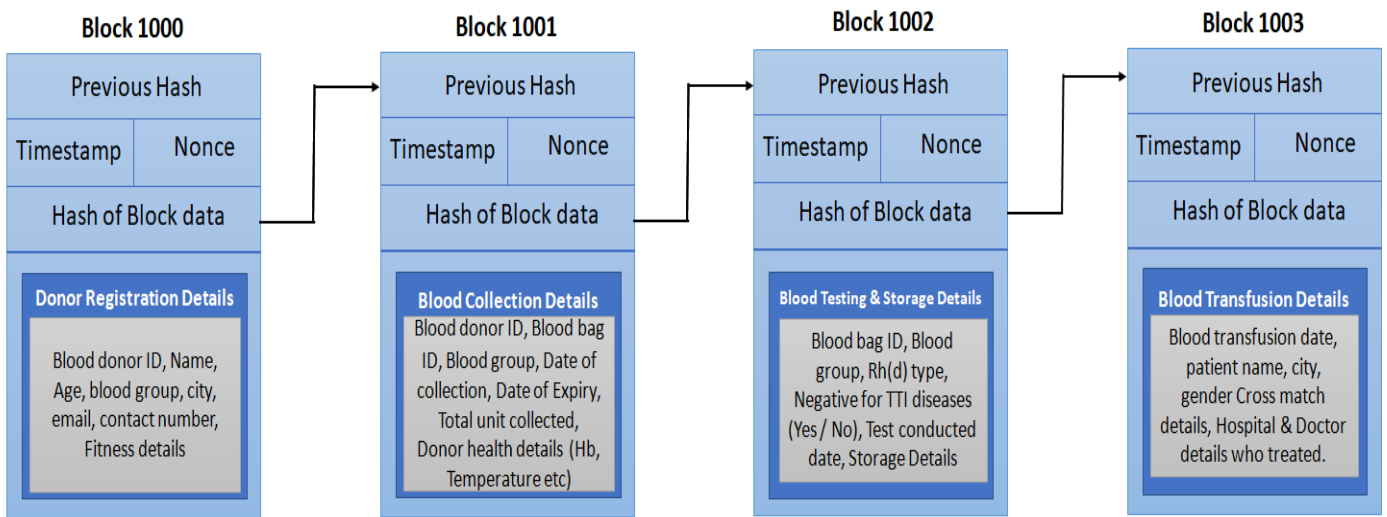 Block 1000
Previous Hash
Timestamp
Nonce
Hash of Block data
Donor Registration Details
Blood donor ID, Name,
Age, blood group, city,
email, contact number,
Fitness details
Block 1001
Previous Hash
Timestamp
Nonce
Hash of Block data
Blood Collection Details
Blood donor ID, Blood bag
ID, Blood group, Date of
collection, Date of Expiry,
Total unit collected,
Donor health details (Hb,
Temperature etc)
Block 1002
Previous Hash
Timestamp
Nonce
Hash of Block data
Blood Testing & Storage Details
Blood bag ID, Blood
group, Rh(d) type,
Negative for TTI diseases
(Yes / No), Test conducted
date, Storage Details
Block 1003
Previous Hash
Timestamp
Nonce
Hash of Block data
Blood Transfusion Details
Blood transfusion date,
patient name, city,
gender Cross match
details, Hospital & Doctor
details who treated.